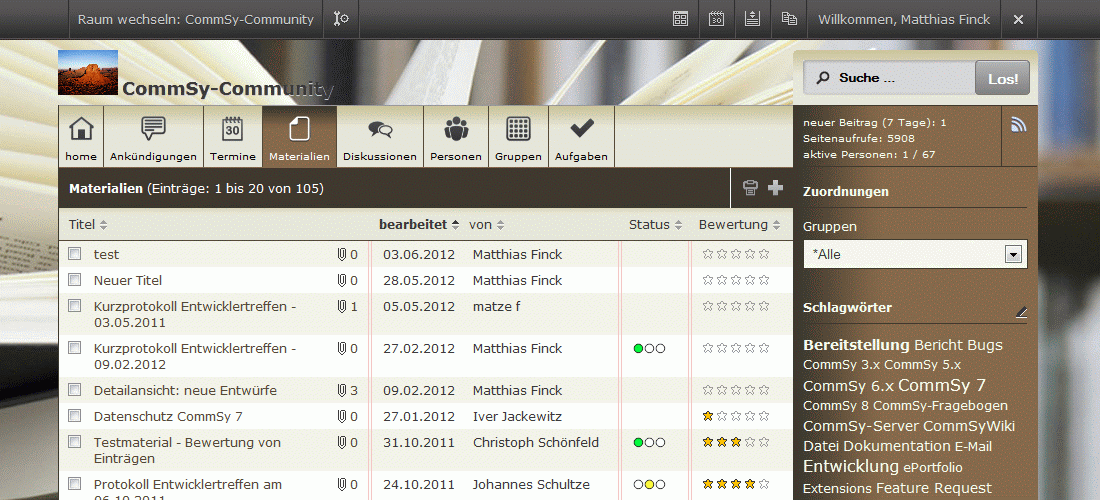 Raum wechseln: CommSy-Community
30
Willkommen, Matthias Finck
CommSy-Community
Suche ...
Los!
home
30
Ankündigungen
Termine
Materialien
Diskussionen
Personen
Gruppen
Aufgaben
neuer Beitrag (7 Tage): 1
Seitenaufrufe: 5908
aktive Personen: 1 / 67
Materialien (Einträge: 1 bis 20 von 105)
Titel bearbeitet von Status Bewertung
test 0 03.06.2012 Matthias Finck
Neuer Titel 0 28.05.2012 Matthias Finck
Kurzprotokoll Entwicklertreffen - 1 05.05.2012 matze f
03.05.2011
Kurzprotokoll Entwicklertreffen - 0 27.02.2012 Matthias Finck
09.02.2012
Detailansicht: neue Entwürfe 3 09.02.2012 Matthias Finck
Datenschutz CommSy 7 0 27.01.2012 Iver Jackewitz
Testmaterial - Bewertung von 0 31.10.2011 Christoph Schönfeld
Einträgen
Protokoll Entwicklertreffen am 0 24.10.2011 Johannes Schultze
06.10.2011
Zuordnungen
Gruppen
*Alle
Schlagwörter
Bereitstellung Bericht Bugs
CommSy 3.x CommSy 5.x
CommSy 6.x CommSy 7
CommSy 8 CommSy-Fragebogen
CommSy-Server CommSyWiki
Datei Dokumentation E-Mail
Entwicklung ePortfolio
Extensions Feature Request